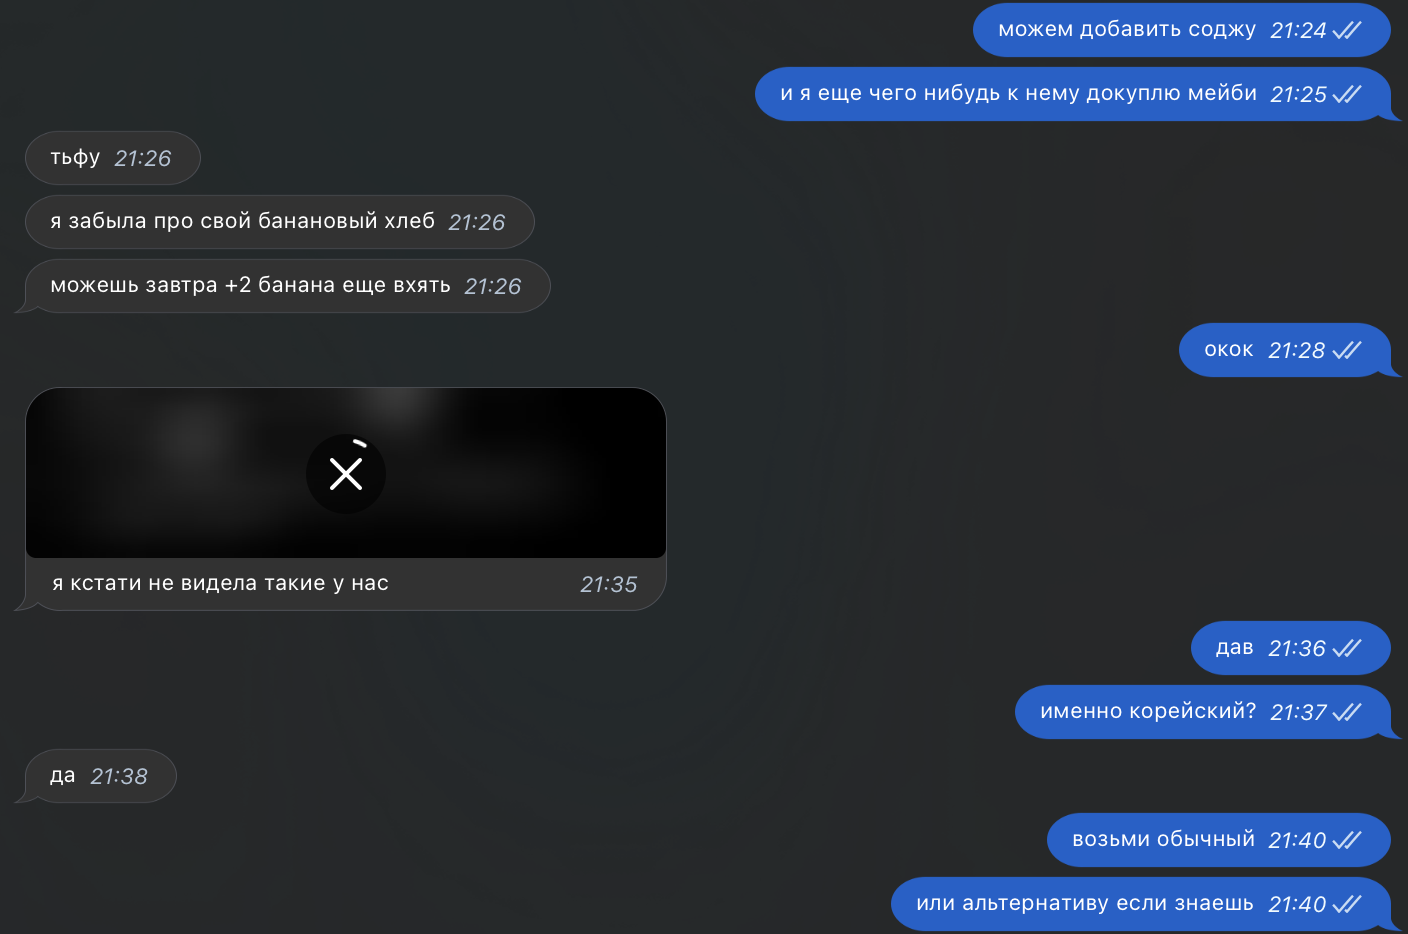 можем добавить соджу 21:24
и я еще чего нибудь к нему докуплю мейби 21:25
тьфу 21:26
я забыла про свой банановый хлеб 21:26
можешь завтра +2 банана еще вхять 21:26
окок 21:28
я кстати не видела такие у нас 21:35
дав 21:36
именно корейский? 21:37
да 21:38
возьми обычный 21:40
или альтернативу если знаешь 21:40